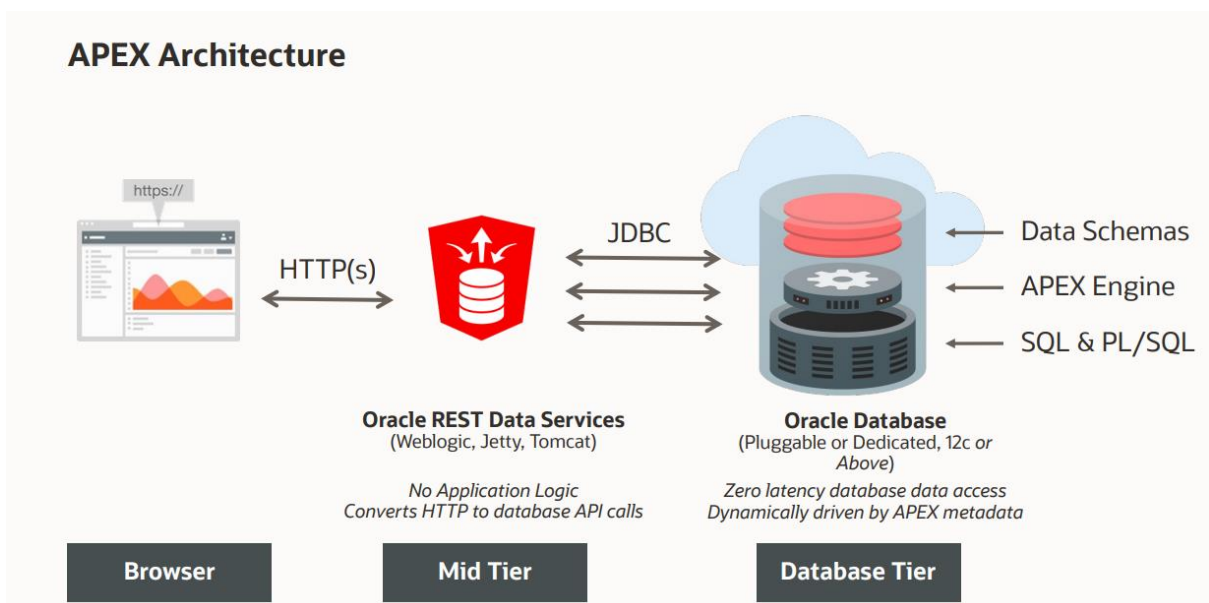 APEX Architecture
https://
HTTP(s)
JDBC
Data Schemas
APEX Engine
SQL & PL/SQL
Oracle REST Data Services
(Weblogic, Jetty, Tomcat)
No Application Logic
Converts HTTP to database API calls
Oracle Database
(Pluggable or Dedicated, 12c or
Above)
Zero latency database data access
Dynamically driven by APEX metadata
Browser
Mid Tier
Database Tier